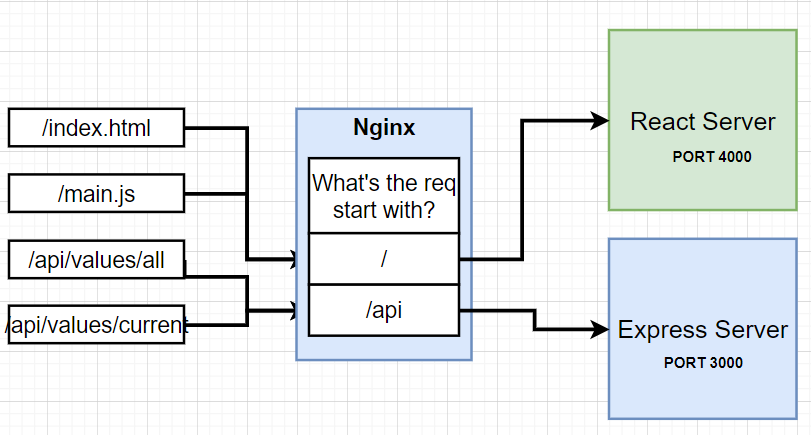 /index.html
/main.js
/api/values/all
/api/values/current
Nginx
What's the req
start with?
/
/api
React Server
PORT 4000
Express Server
PORT 3000